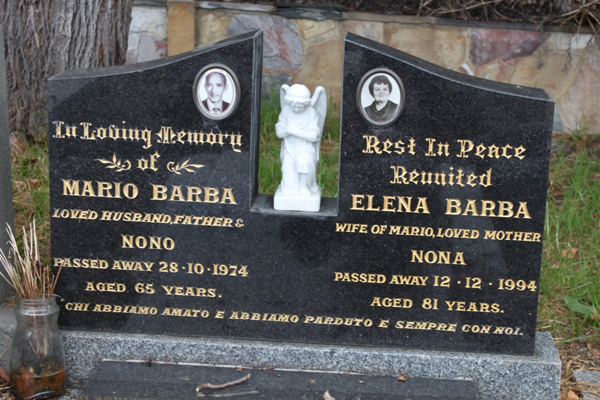 In Loving Memory
of
MARIO BARBA
LOVED HUSBAND, FATHER &
NONO
PASSED AWAY 28·10·1974
AGED 65 YEARS.
Rest In Peace
Reunited
ELENA BARBA
WIFE OF MARIO, LOVED MOTHER
NONA
PASSED AWAY 12·12·1994
AGED 81 YEARS.
CHI ABBIAMO AMATO E ABBIAMO PARDUTO E SEMPRE CON NOI.